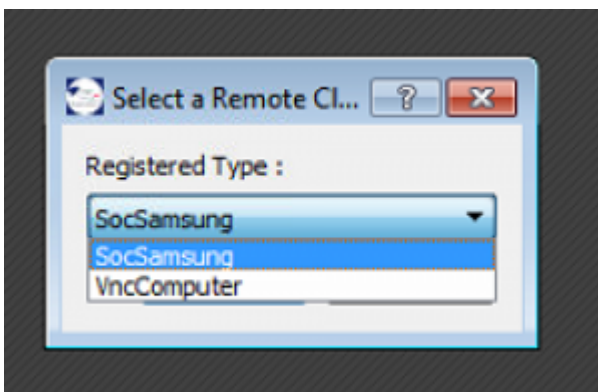 Select a Remote Cl...
Registered Type :
SocSamsung
SocSamsung
VncComputer